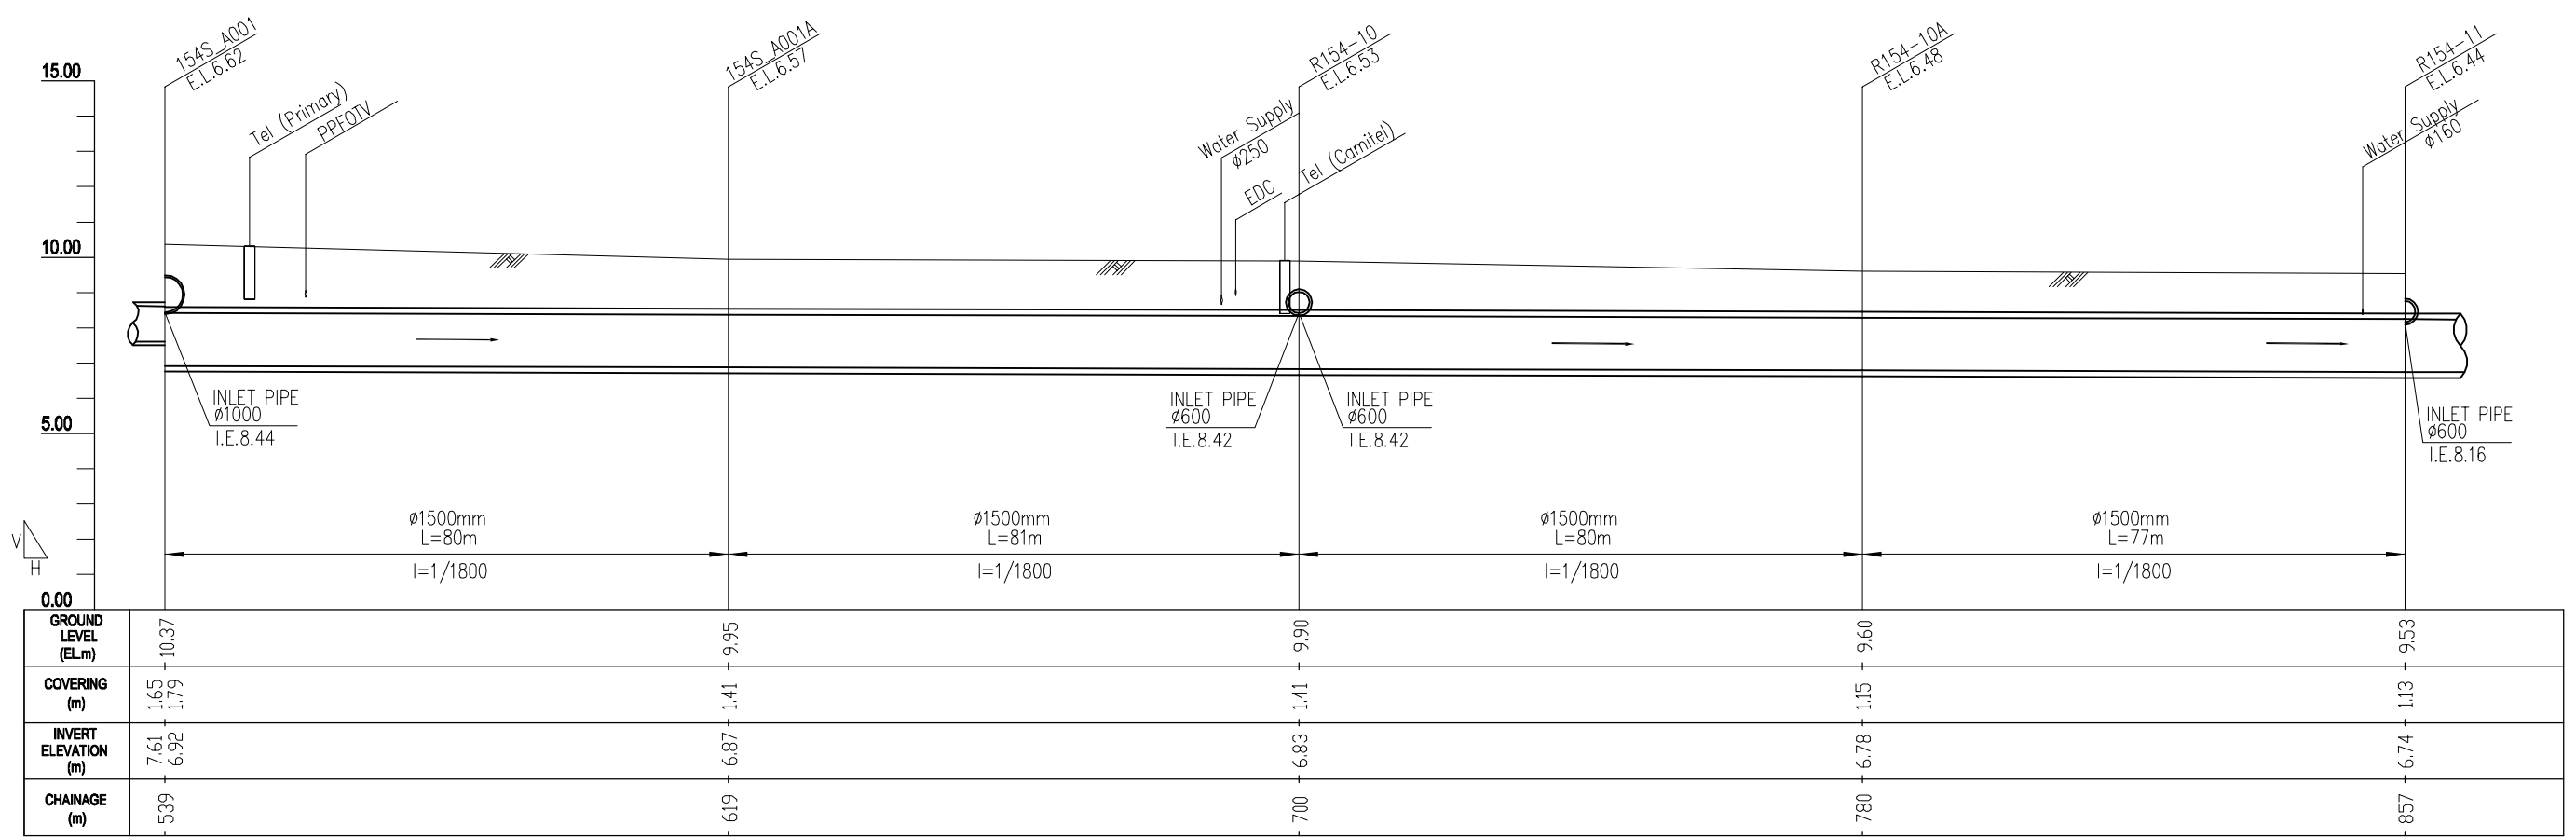 154S_A001
E.L.6.62
154S_A001A
E.L.6.57
R154-10
E.L.6.53
R154-10A
E.L.6.48
R154-11
E.L.6.44
Tel (Primary)
PPFOTV
Water Supply
ø250
EDC
Tel (Camitel)
Water Supply
ø160
15.00
10.00
5.00
0.00
V
H
INLET PIPE
ø1000
I.E.8.44
INLET PIPE
ø600
I.E.8.42
INLET PIPE
ø600
I.E.8.42
INLET PIPE
ø600
I.E.8.16
ø1500mm
L=80m
I=1/1800
ø1500mm
L=81m
I=1/1800
ø1500mm
L=80m
I=1/1800
ø1500mm
L=77m
I=1/1800
GROUND
LEVEL
(EL.m)
10.37
9.95
9.90
9.60
9.53
COVERING
(m)
1.65
1.79
1.41
1.41
1.15
1.13
INVERT
ELEVATION
(m)
7.61
6.92
6.87
6.83
6.78
6.74
CHAINAGE
(m)
539
619
700
780
857